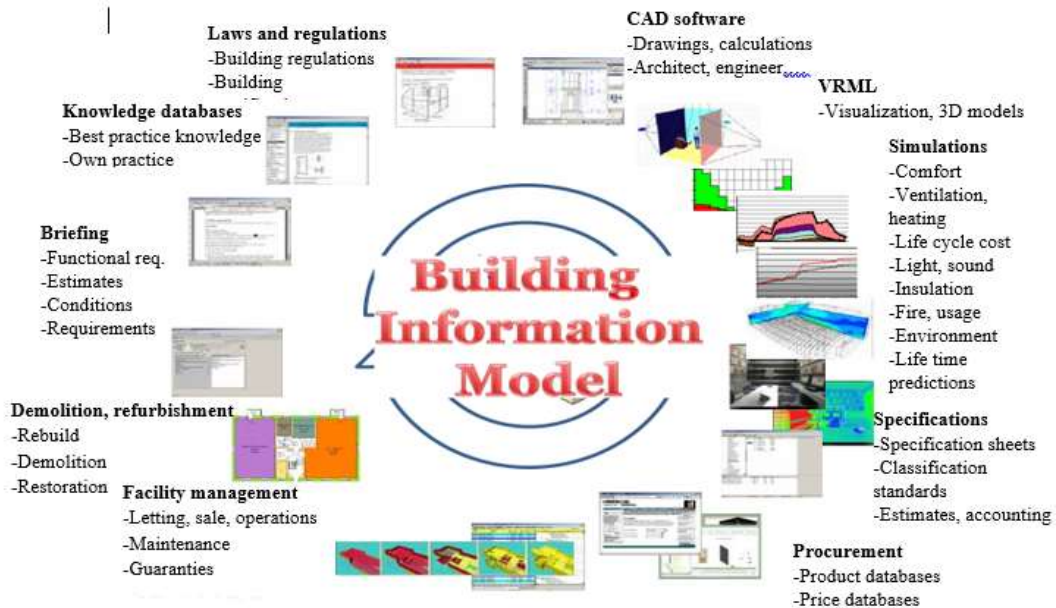 Laws and regulations
-Building regulations
-Building
CAD software
-Drawings, calculations
-Architect, engineer
VRML
-Visualization, 3D models
Knowledge databases
-Best practice knowledge
-Own practice
Simulations
-Comfort
-Ventilation,
heating
-Life cycle cost
-Light, sound
-Insulation
-Fire, usage
-Environment
-Life time
predictions
Briefing
-Functional req.
-Estimates
-Conditions
-Requirements
Building
Information
Model
Demolition, refurbishment
-Rebuild
-Demolition
-Restoration
Specifications
-Specification sheets
-Classification
standards
-Estimates, accounting
Facility management
-Letting, sale, operations
-Maintenance
-Guaranties
Procurement
-Product databases
-Price databases